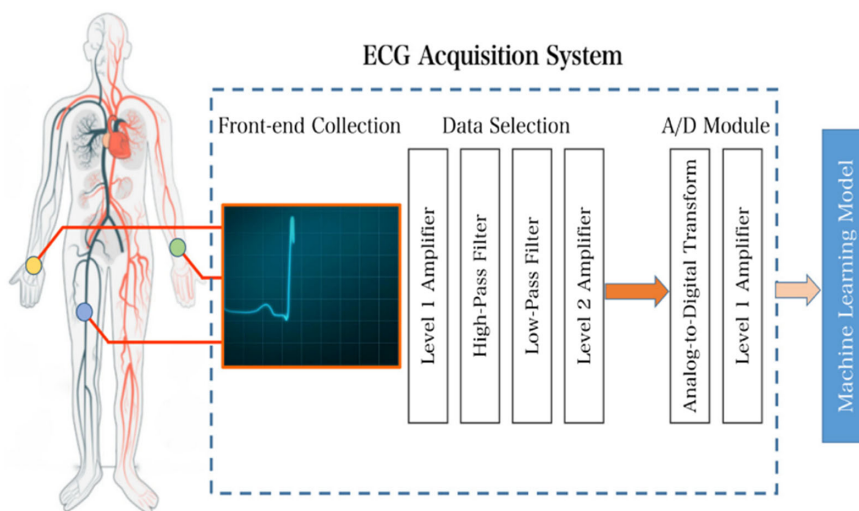 ECG Acquisition System
Front-end Collection
Data Selection
A/D Module
Level 1 Amplifier
High-Pass Filter
Low-Pass Filter
Level 2 Amplifier
Analog-to-Digital Transform
Level 1 Amplifier
Machine Learning Model